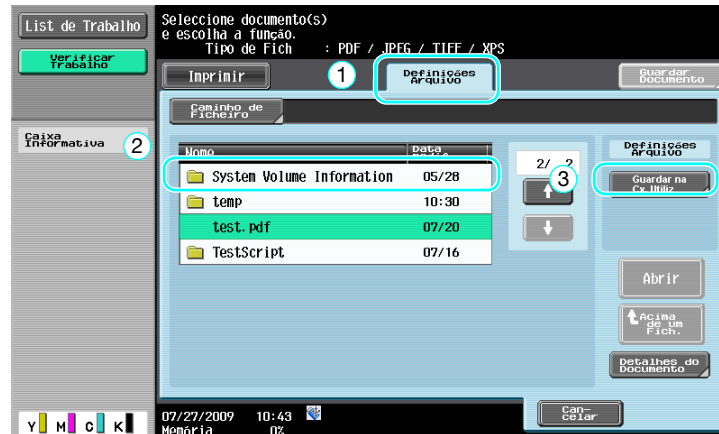 List de Trabalho
Verificar
Trabalho
Caixa
Informativa
2
Seleccione documento(s)
e escolha a função.
Tipo de Fich : PDF / JPEG / TIFF / XPS
Imprimir
1
Definições
Arquivo
Guardar
Documento
Caminho de
Ficheiro
Nome
Data
System Volume Information 05/28
temp 10:30
test.pdf 07/20
TestScript 07/16
2/ 2
3
Definições
Arquivo
Guardar na
Cx. Utiliz.
Abrir
Acima
de um
Fich.
Detalhes do
Documento
Can-
celar
Y M C K
07/27/2009 10:43
Memória 0%